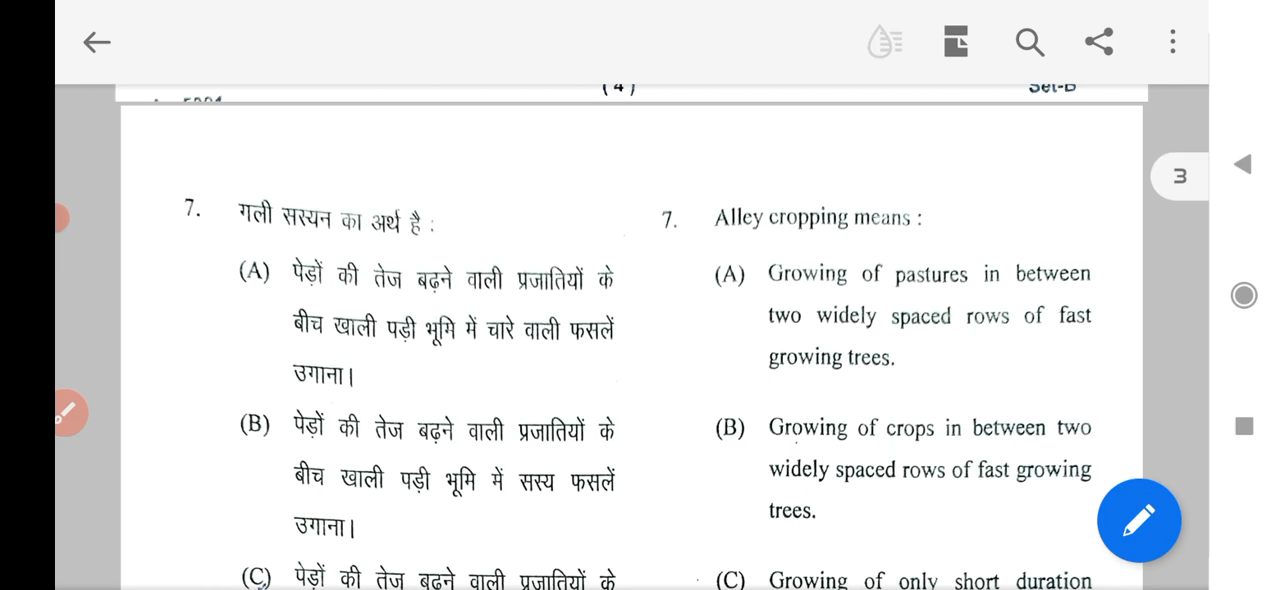 (4)
Set-B
3
7. गली सस्यन का अर्थ है :
(A) पेड़ों की तेज बढ़ने वाली प्रजातियों के
बीच खाली पड़ी भूमि में चारे वाली फसलें
उगाना।
(B) पेड़ों की तेज बढ़ने वाली प्रजातियों के
बीच खाली पड़ी भूमि में सस्य फसलें
उगाना।
(C) पेड़ों की तेज बढ़ने वाली प्रजातियों के
7. Alley cropping means :
(A) Growing of pastures in between
two widely spaced rows of fast
growing trees.
(B) Growing of crops in between two
widely spaced rows of fast growing
trees.
(C) Growing of only short duration